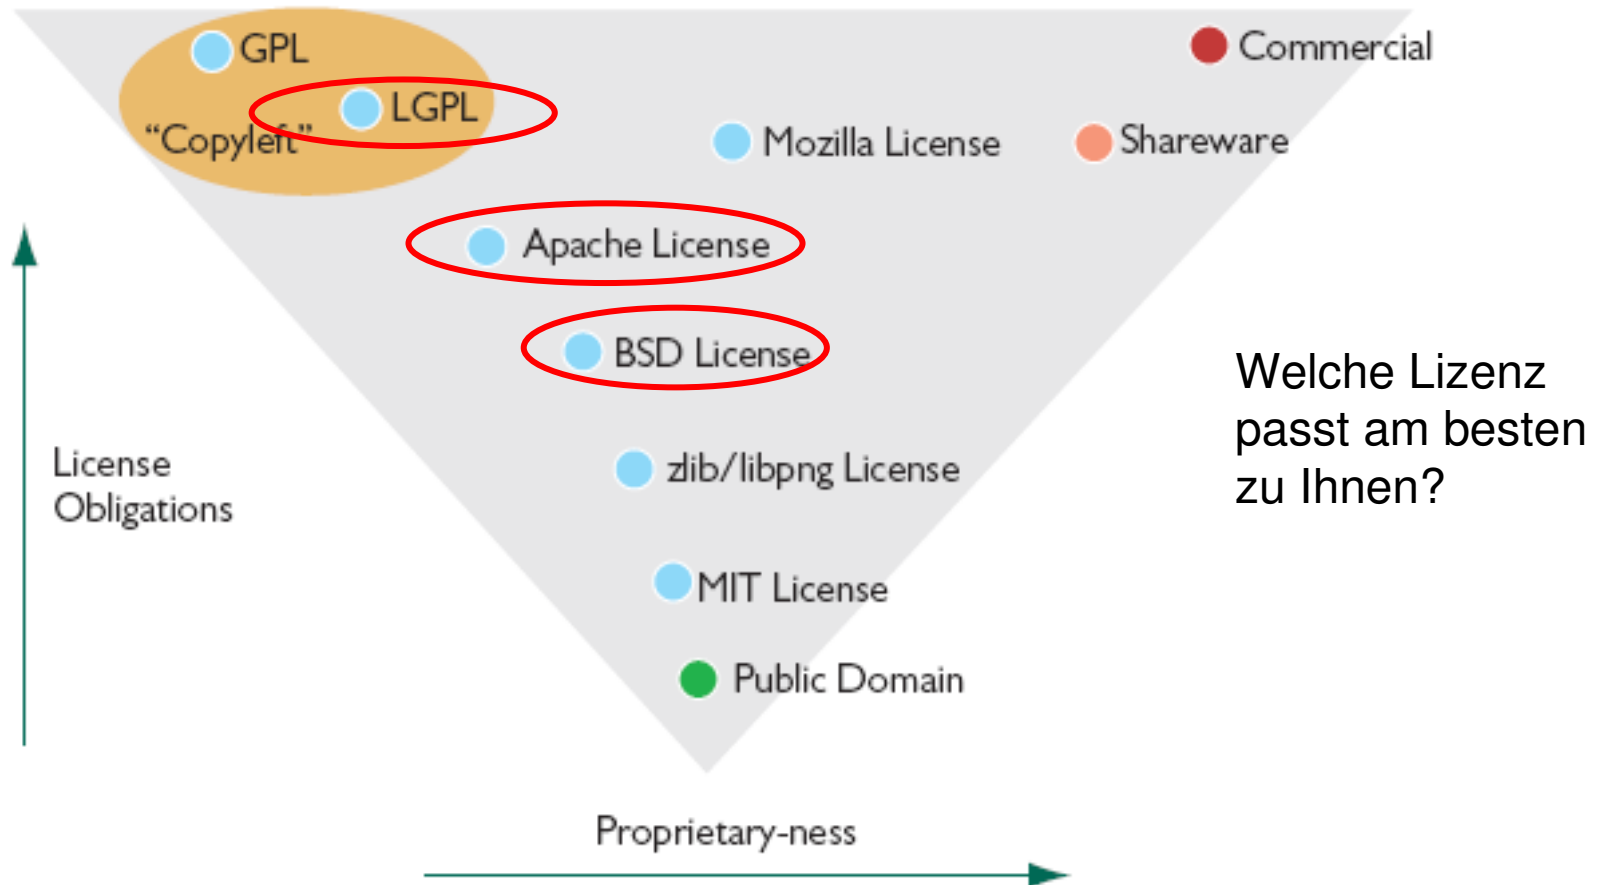 GPL
Commercial
LGPL
“Copyleft”
Mozilla License
Shareware
Apache License
BSD License
Welche Lizenz
passt am besten
zu Ihnen?
License
Obligations
zlib/libpng License
MIT License
Public Domain
Proprietary-ness